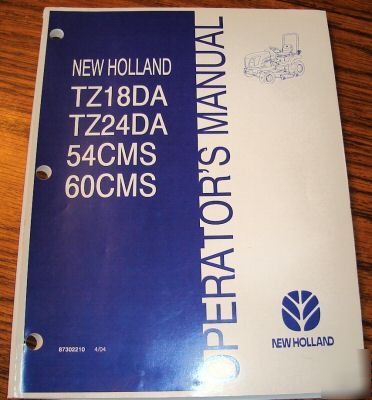 NEW HOLLAND
TZ18DA
TZ24DA
54CMS
60CMS
OPERATOR'S MANUAL
87302210 4/04
NEW HOLLAND